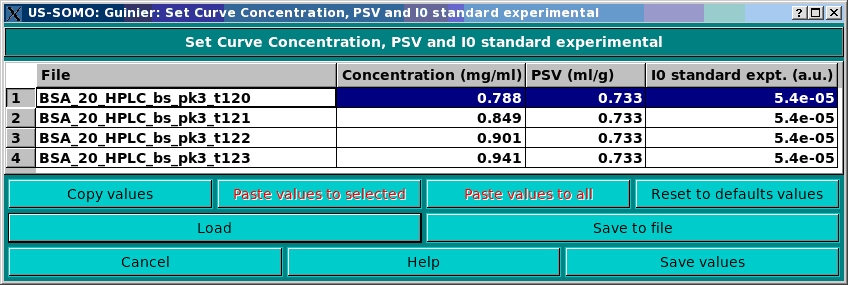 US-SOMO: Guinier: Set Curve Concentration, PSV and I0 standard experimental
Set Curve Concentration, PSV and I0 standard experimental
File Concentration (mg/ml) PSV (ml/g) I0 standard expt. (a.u.)
1 BSA_20_HPLC_bs_pk3_t120 0.788 0.733 5.4e-05
2 BSA_20_HPLC_bs_pk3_t121 0.849 0.733 5.4e-05
3 BSA_20_HPLC_bs_pk3_t122 0.901 0.733 5.4e-05
4 BSA_20_HPLC_bs_pk3_t123 0.941 0.733 5.4e-05
Copy values Paste values to selected Paste values to all Reset to defaults values
Load Save to file
Cancel Help Save values